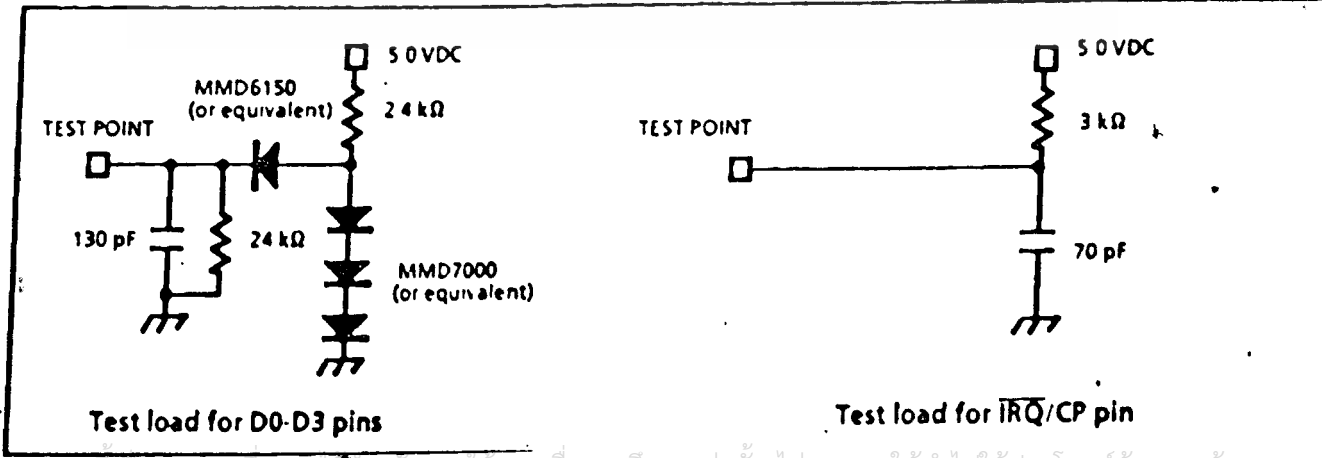 5 0 VDC
MMD6150
(or equivalent)
2 4 kΩ
TEST POINT
130 pF
24 kΩ
MMD7000
(or equivalent)
Test load for D0-D3 pins
5 0 VDC
3 kΩ
TEST POINT
70 pF
Test load for I̅R̅Q̅/CP pin